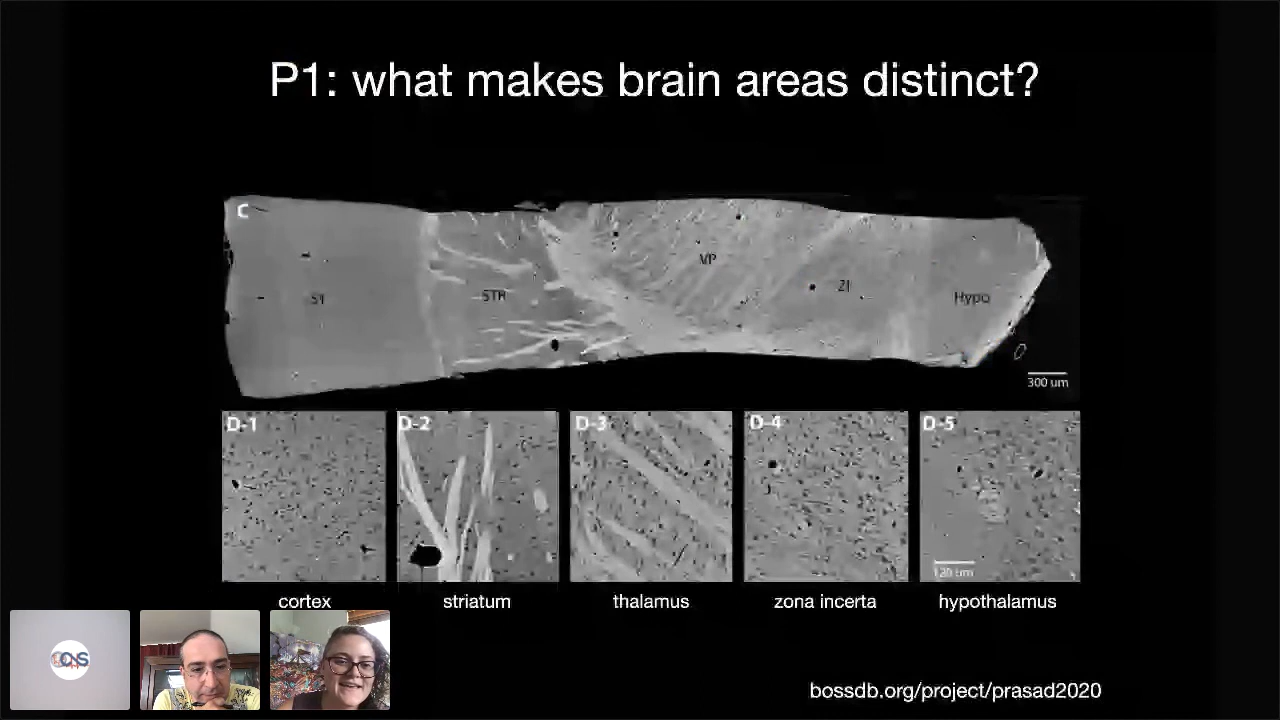 P1: what makes brain areas distinct?
C
S1
STR
VP
ZI
Hypo
300 um
D-1
D-2
D-3
D-4
D-5
120 um
cortex
striatum
thalamus
zona incerta
hypothalamus
bossdb.org/project/prasad2020